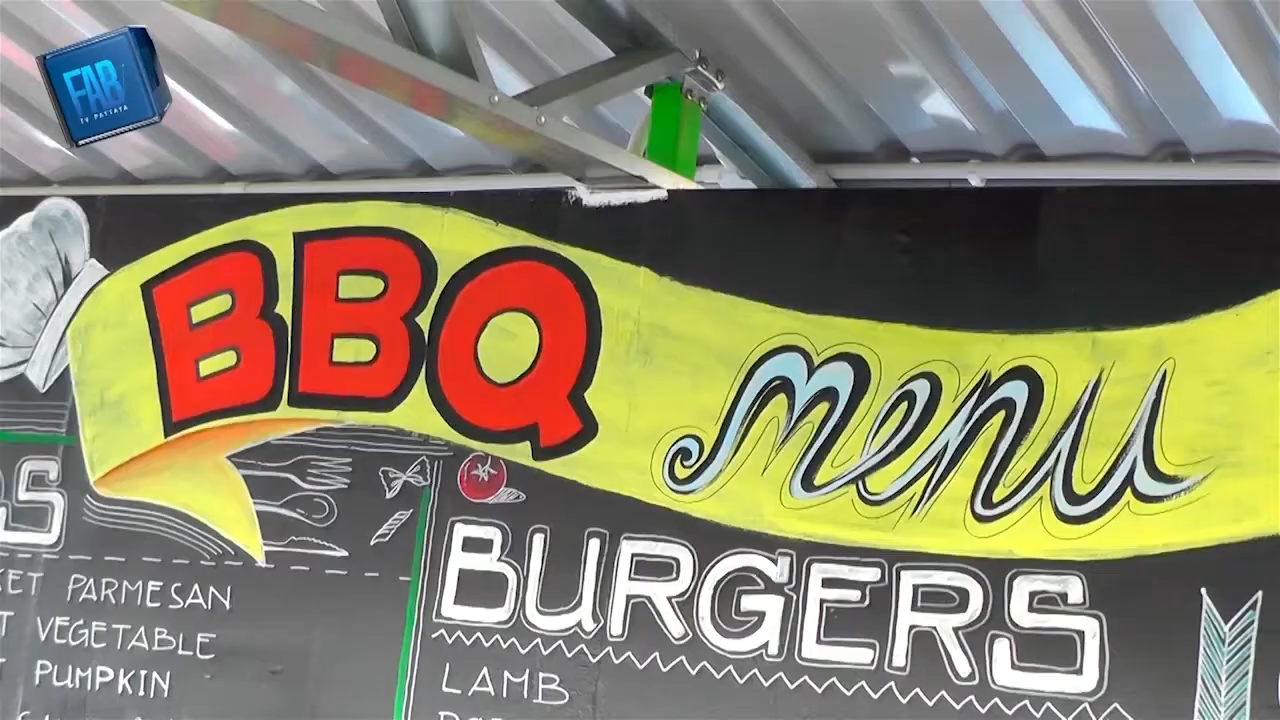 FAB
TV PATTAYA
BBQ menu
PARMESAN
VEGETABLE
PUMPKIN
BURGERS
LAMB